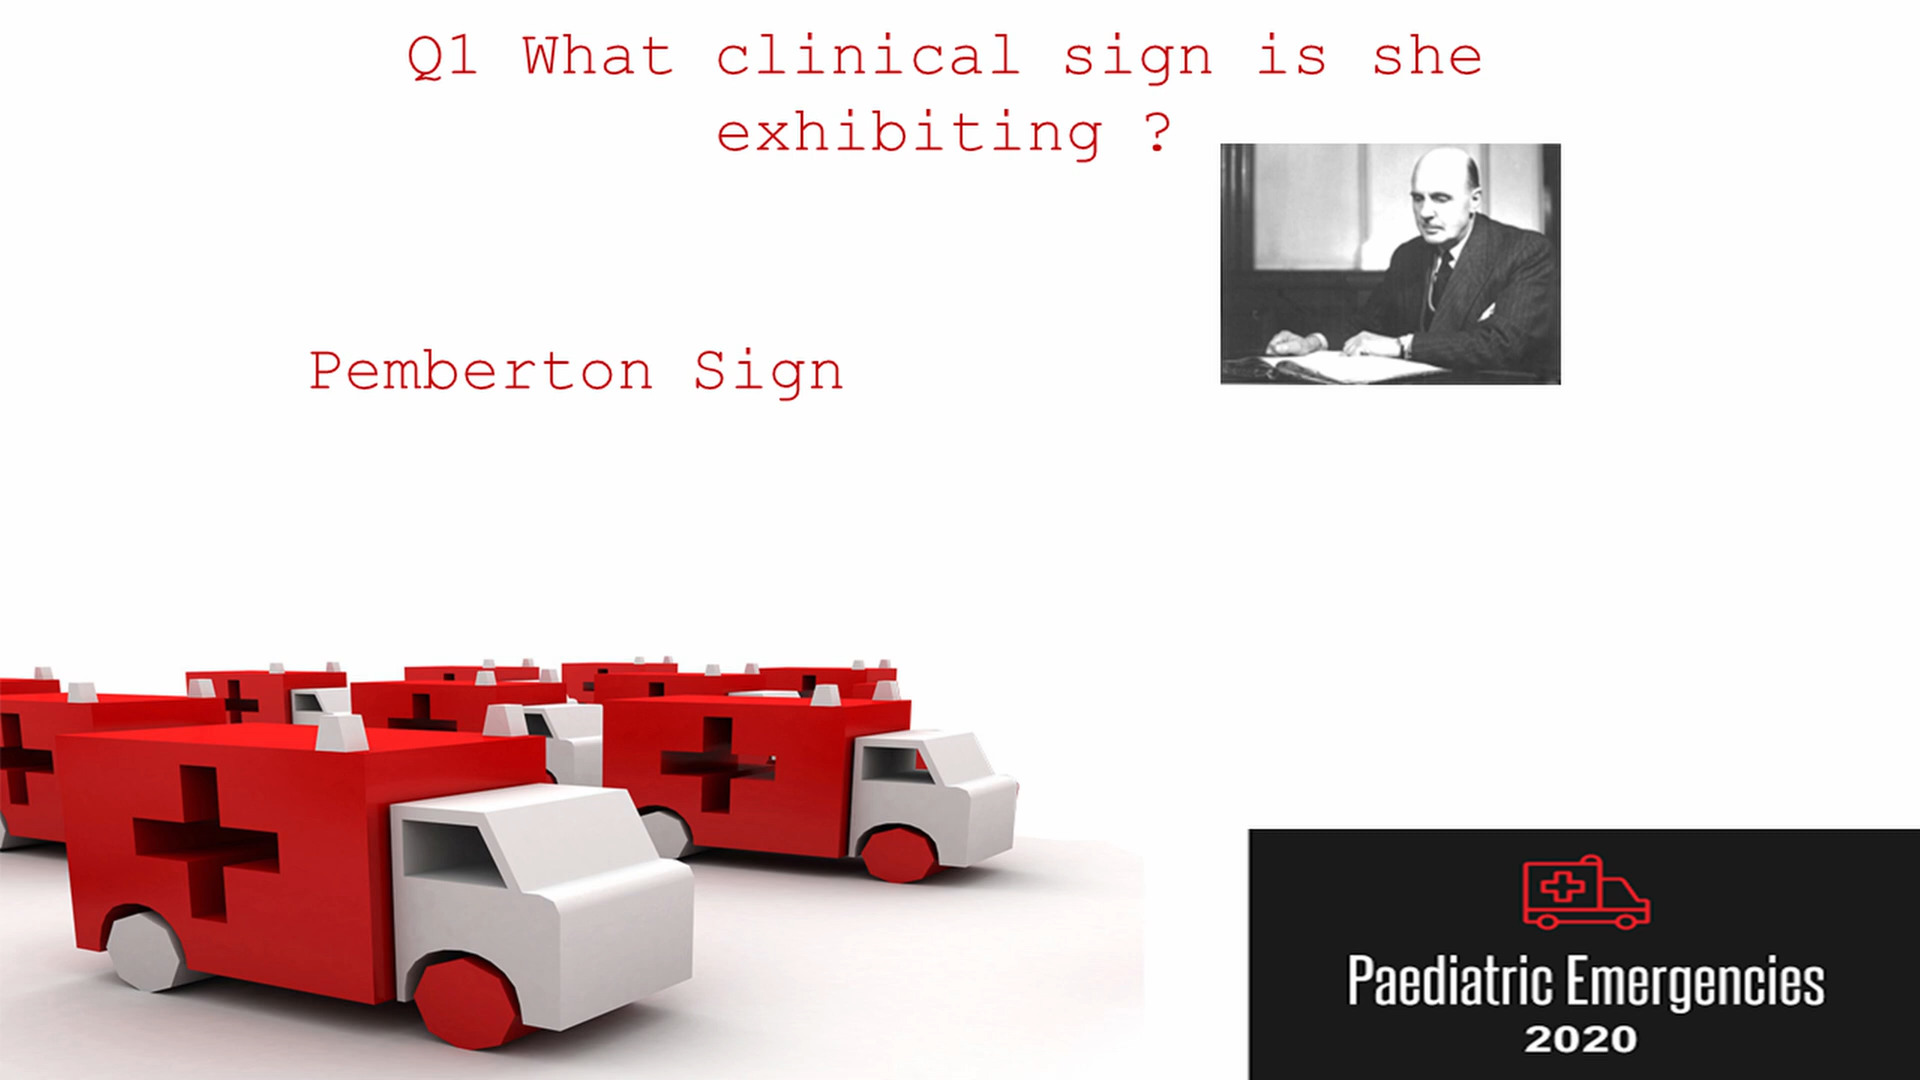 Q1 What clinical sign is she
exhibiting ?
Pemberton Sign
Paediatric Emergencies
2020